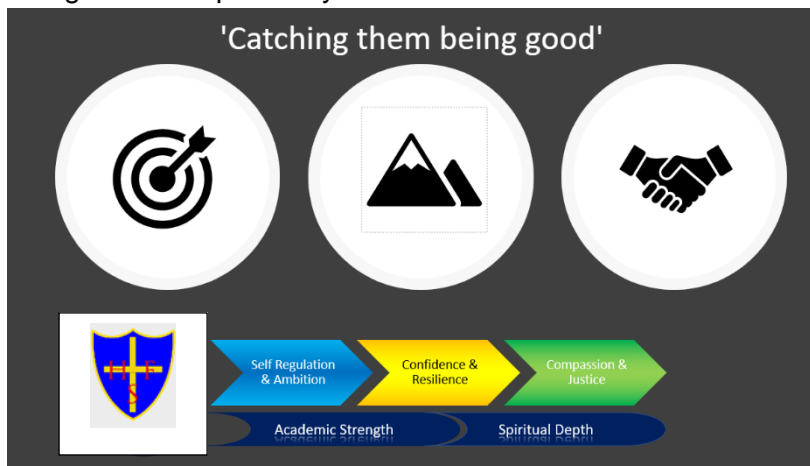 'Catching them being good'
H F
S
Self Regulation
& Ambition
Confidence &
Resilience
Compassion &
Justice
Academic Strength
Spiritual Depth